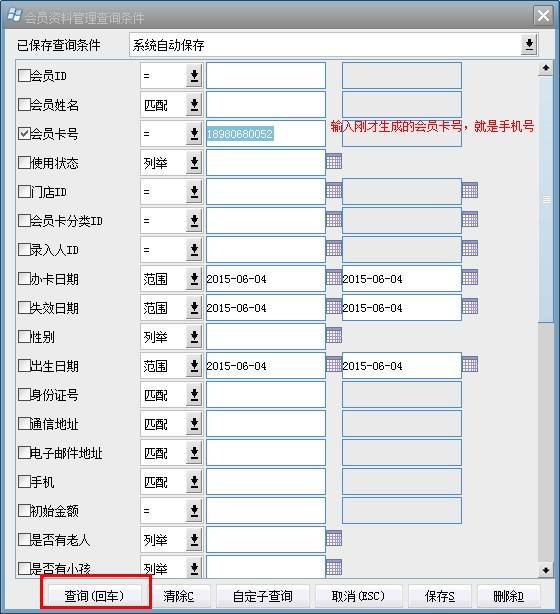 会员资料管理查询条件
已保存查询条件 系统自动保存
会员ID =
会员姓名 匹配
会员卡号 = 18980680052 输入刚才生成的会员卡号，就是手机号
使用状态 列举
门店ID =
会员卡分类ID =
录入人ID =
办卡日期 范围 2015-06-04 2015-06-04
失效日期 范围 2015-06-04 2015-06-04
性别 列举
出生日期 范围 2015-06-04 2015-06-04
身份证号 匹配
通信地址 匹配
电子邮件地址 匹配
手机 匹配
初始金额 =
是否有老人 列举
是否有小孩 列举
查询(回车) 清除C 自定子查询 取消(ESC) 保存S 删除D